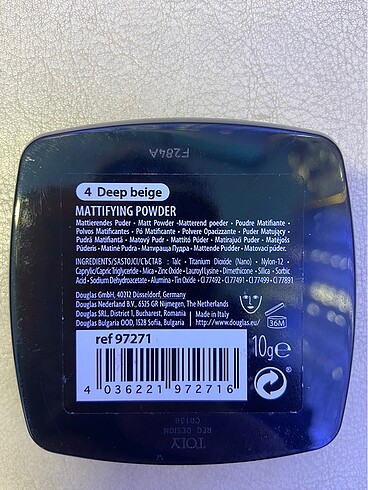 F284A
4 Deep beige
MATTIFYING POWDER
Mattierendes Puder - Matt Powder - Matterend poeder - Poudre Matifiante -
Polvos Matificantes - Pó Matificante - Polvere Opacizzante - Puder Matujący -
Pudră Matifiantă - Matový Pudr - Mattító Púder - Matirajući Puder - Matējošs
Pūderis - Matinė Pudra - Матираща Пудра - Mattende Pudder - Matovací púder.
INGREDIENTS/SASTOJCI/СЪСТАВ : Talc - Titanium Dioxide (Nano) - Nylon-12 -
Caprylic/Capric Triglyceride - Mica - Zinc Oxide - Lauroyl Lysine - Dimethicone - Silica - Sorbic
Acid - Sodium Dehydroacetate - Alumina - Tin Oxide - CI 77492 - CI 77491 - CI 77499 - CI 77891
Douglas GmbH, 40212 Düsseldorf, Germany
Douglas Nederland B.V., 6515 GR Nijmegen, The Netherlands
Douglas SRL, District 1, Bucharest, Romania | Made in Italy
Douglas Bulgaria OOD, 1528 Sofia, Bulgaria | http://www.douglas.eu/
36M
ref 97271
10g e
4 036221 972716
®
TOLY
REG DESIGN